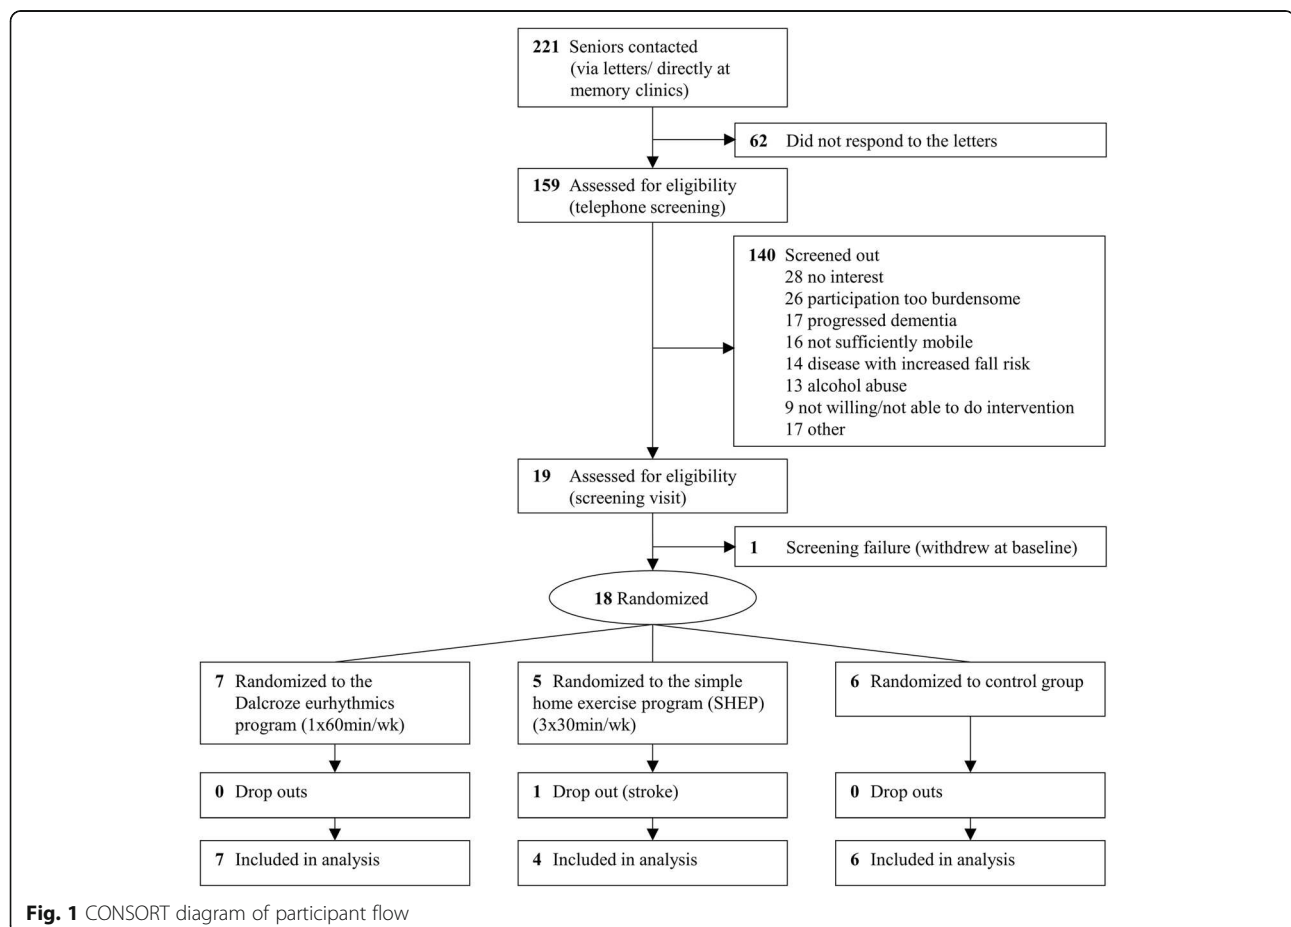 221 Seniors contacted
(via letters/ directly at
memory clinics)
62 Did not respond to the letters
159 Assessed for eligibility
(telephone screening)
140 Screened out
28 no interest
26 participation too burdensome
17 progressed dementia
16 not sufficiently mobile
14 disease with increased fall risk
13 alcohol abuse
9 not willing/not able to do intervention
17 other
19 Assessed for eligibility
(screening visit)
1 Screening failure (withdrew at baseline)
18 Randomized
7 Randomized to the
Dalcroze eurhythmics
program (1x60min/wk)
5 Randomized to the simple
home exercise program (SHEP)
(3x30min/wk)
6 Randomized to control group
0 Drop outs
1 Drop out (stroke)
0 Drop outs
7 Included in analysis
4 Included in analysis
6 Included in analysis
Fig. 1 CONSORT diagram of participant flow